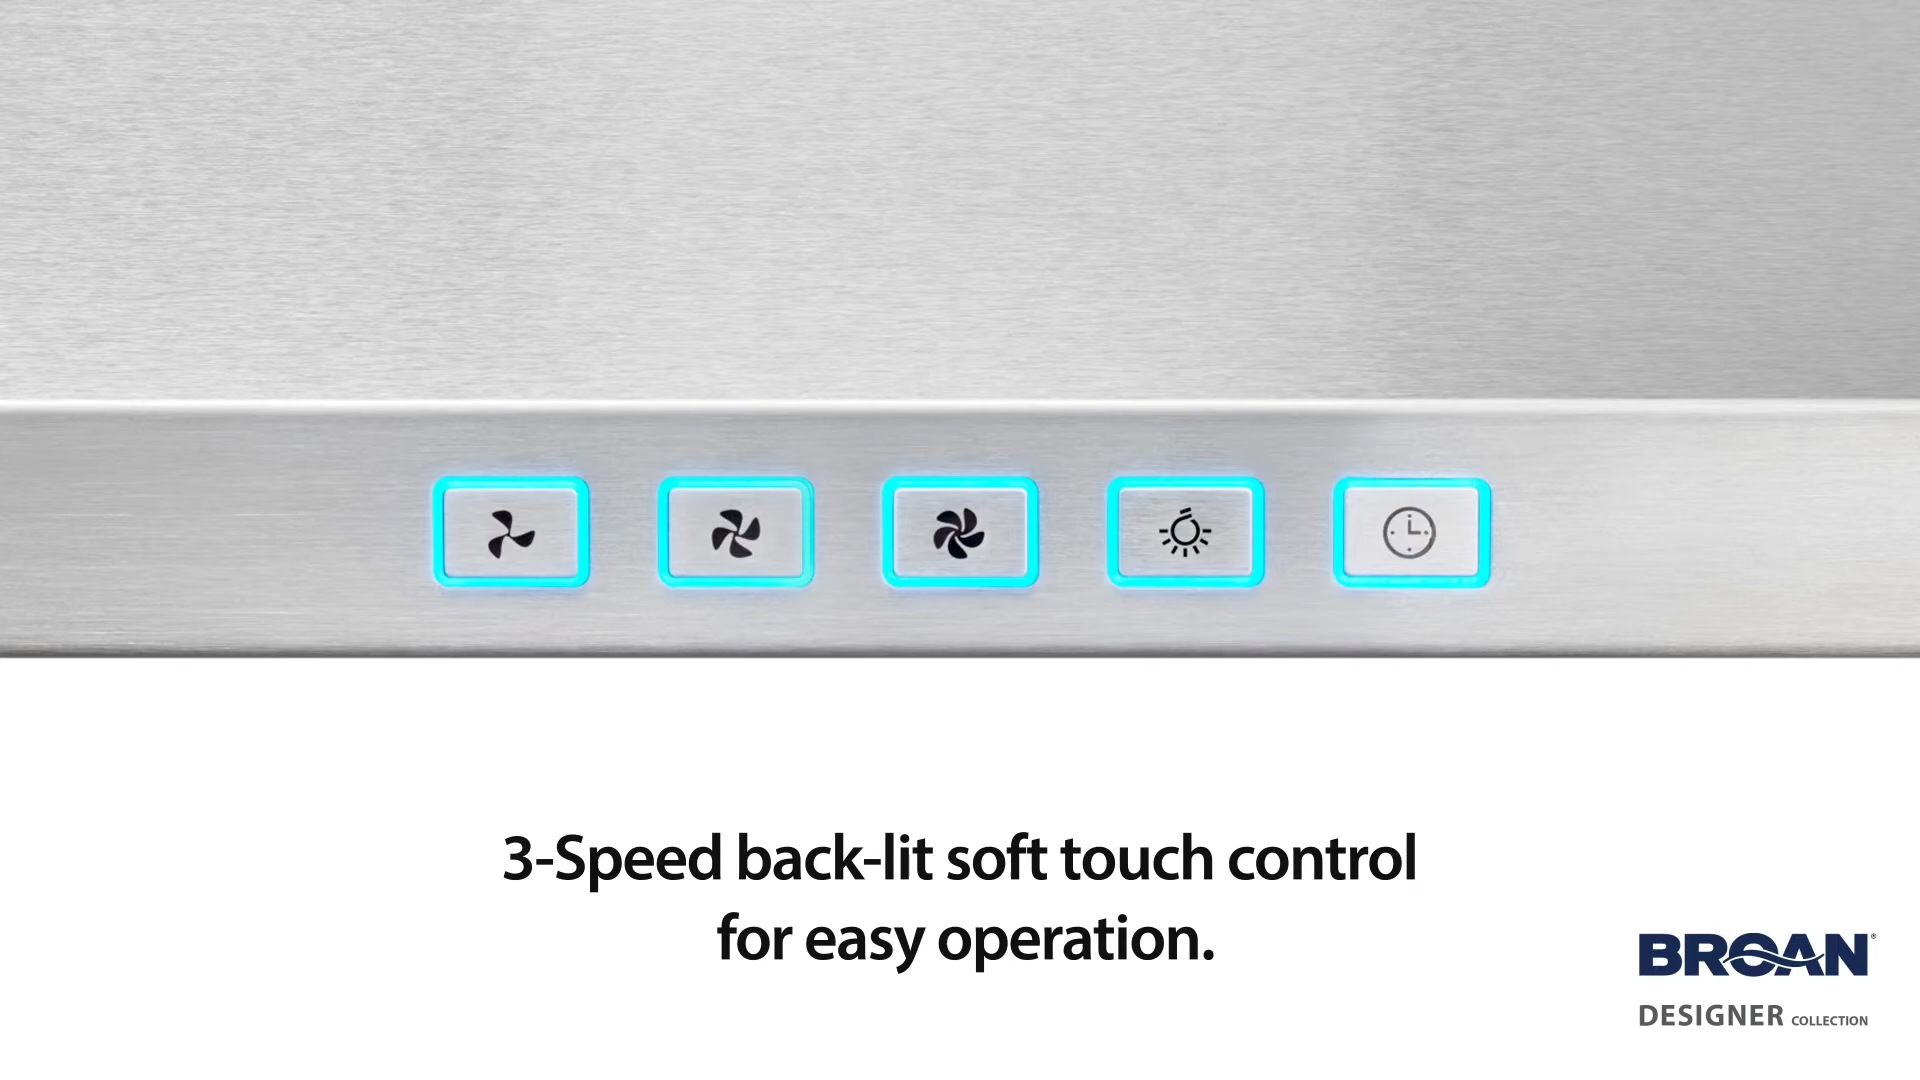 3-Speed back-lit soft touch control
for easy operation.
BROAN®
DESIGNER COLLECTION